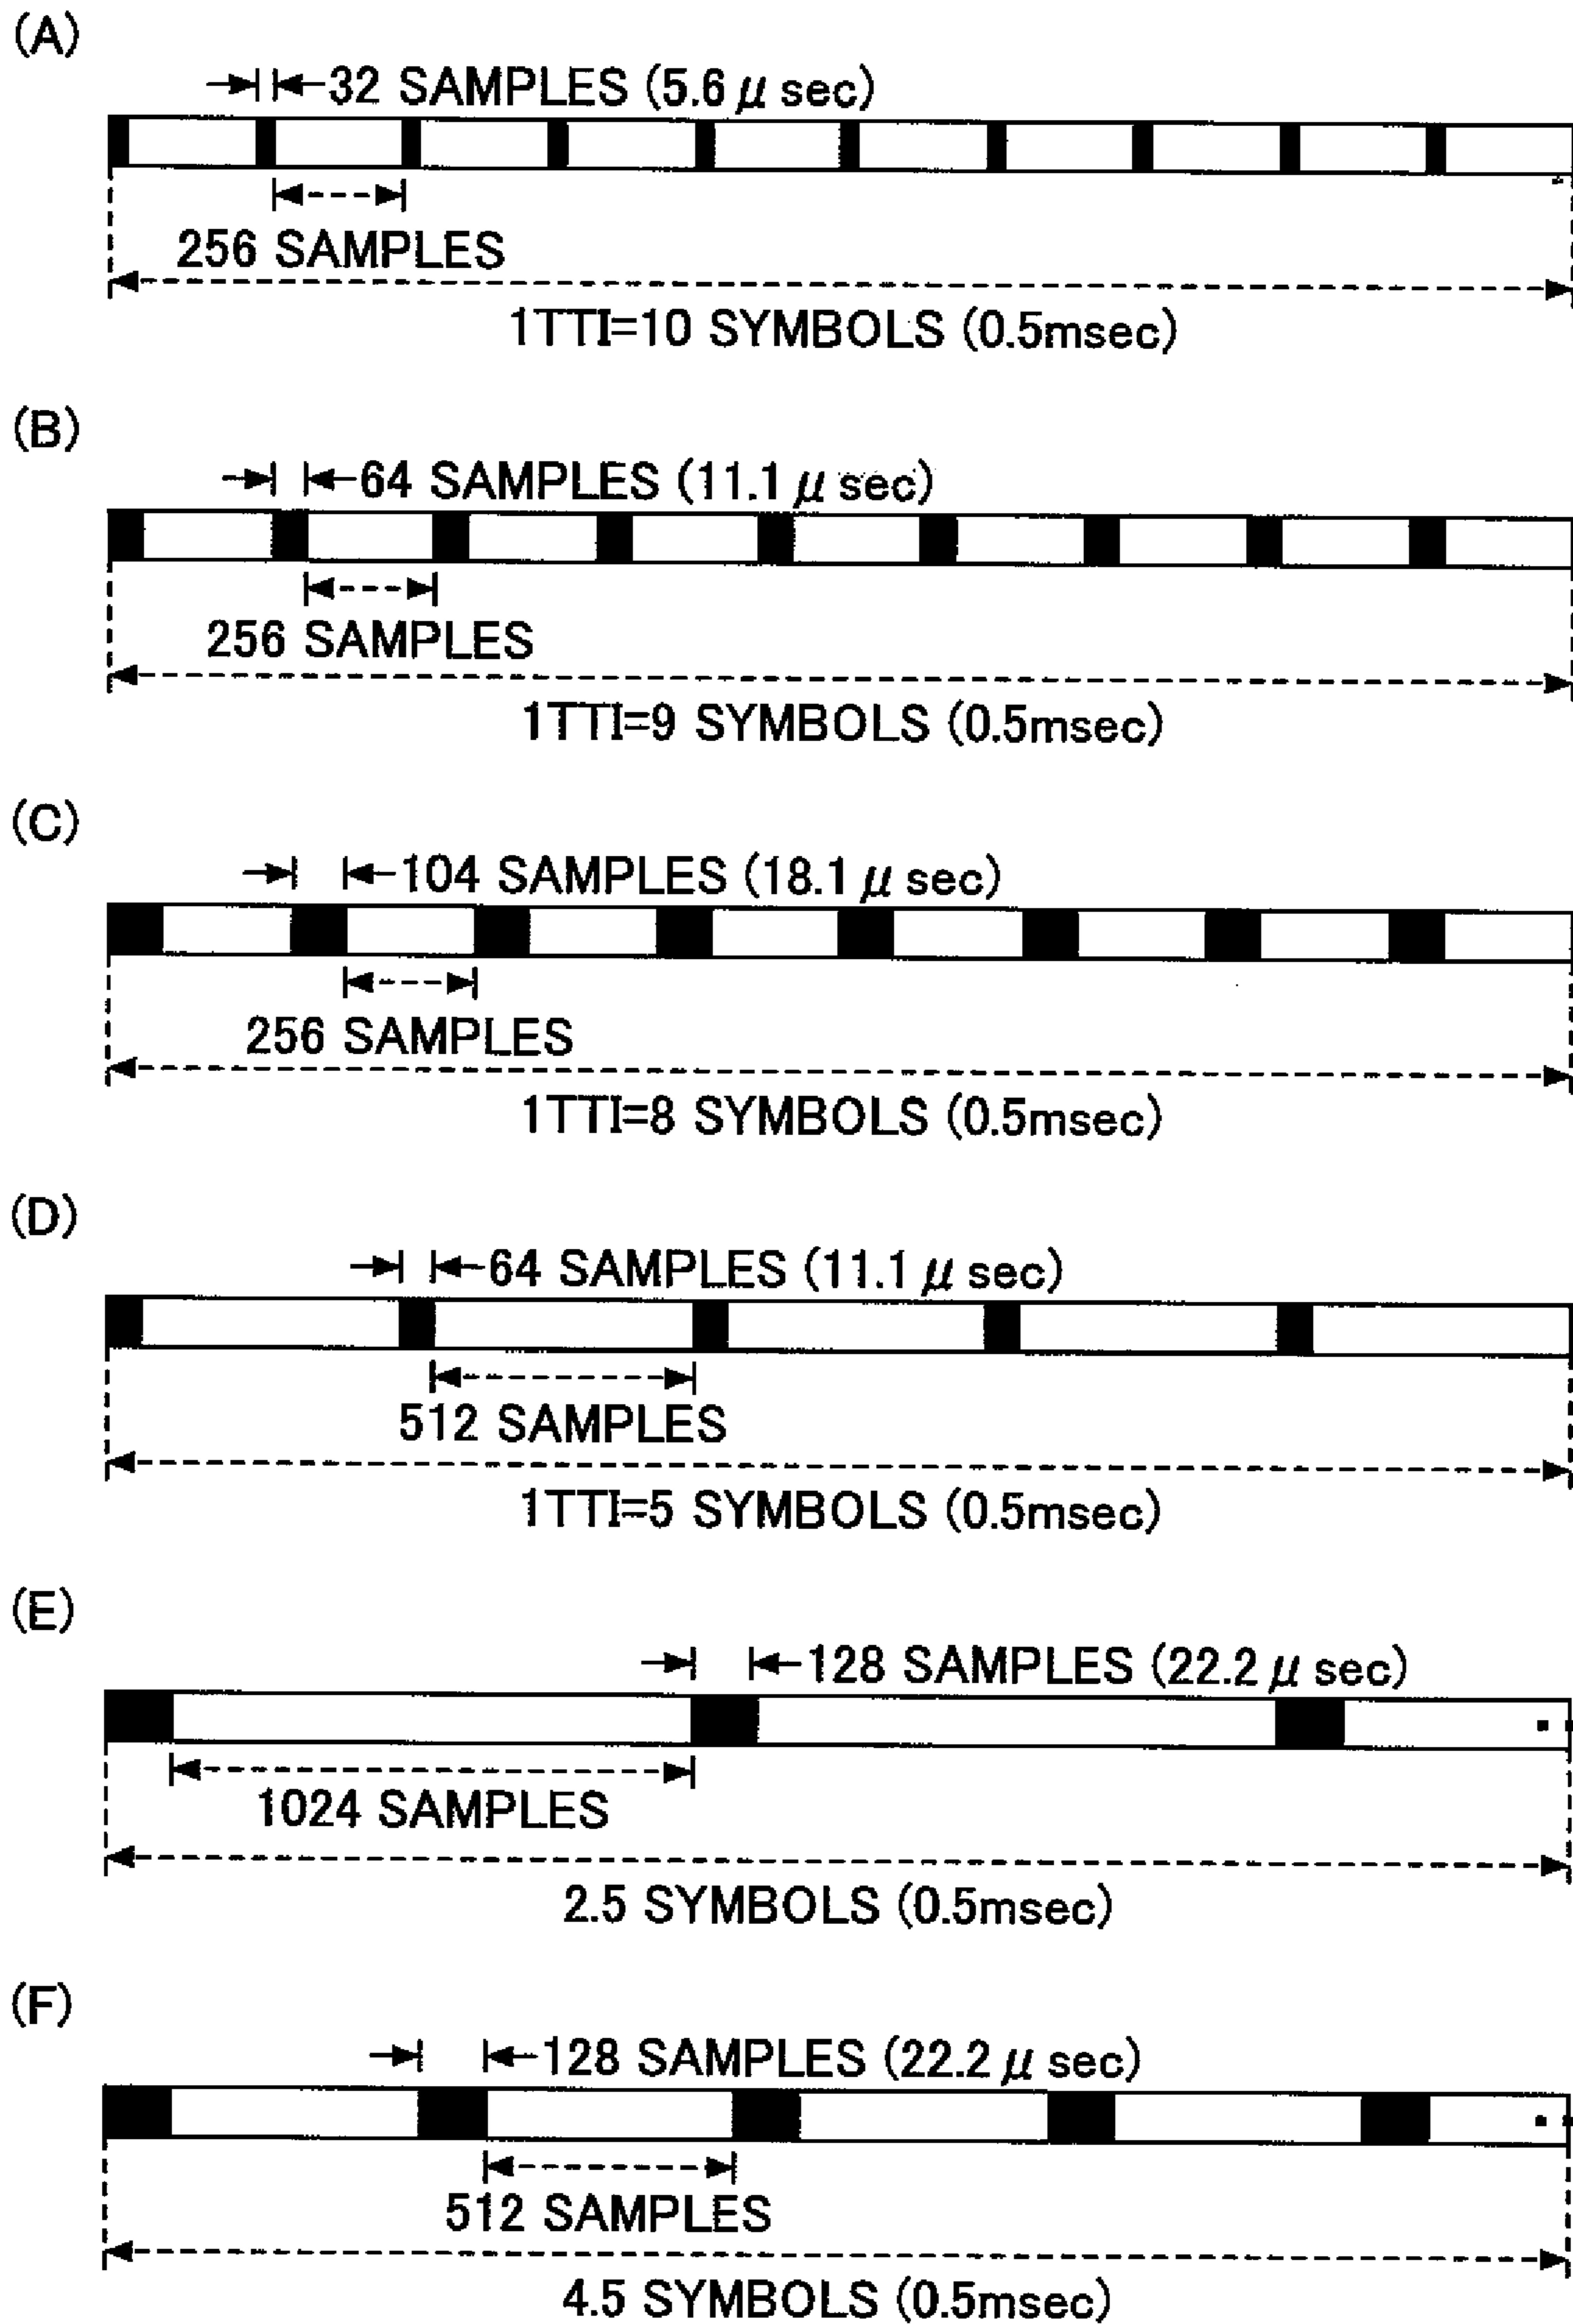 (A)
32 SAMPLES (5.6 μ sec)
256 SAMPLES
1TTI=10 SYMBOLS (0.5msec)
(B)
64 SAMPLES (11.1 μ sec)
256 SAMPLES
1TTI=9 SYMBOLS (0.5msec)
(C)
104 SAMPLES (18.1 μ sec)
256 SAMPLES
1TTI=8 SYMBOLS (0.5msec)
(D)
64 SAMPLES (11.1 μ sec)
512 SAMPLES
1TTI=5 SYMBOLS (0.5msec)
(E)
128 SAMPLES (22.2 μ sec)
1024 SAMPLES
2.5 SYMBOLS (0.5msec)
(F)
128 SAMPLES (22.2 μ sec)
512 SAMPLES
4.5 SYMBOLS (0.5msec)